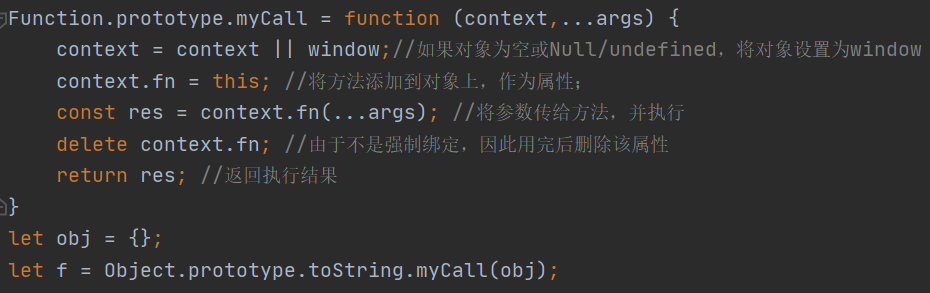 Function.prototype.myCall = function (context,...args) {
    context = context || window;//如果对象为空或Null/undefined，将对象设置为window
    context.fn = this; //将方法添加到对象上，作为属性；
    const res = context.fn(...args); //将参数传给方法，并执行
    delete context.fn; //由于不是强制绑定，因此用完后删除该属性
    return res; //返回执行结果
}
let obj = {};
let f = Object.prototype.toString.myCall(obj);